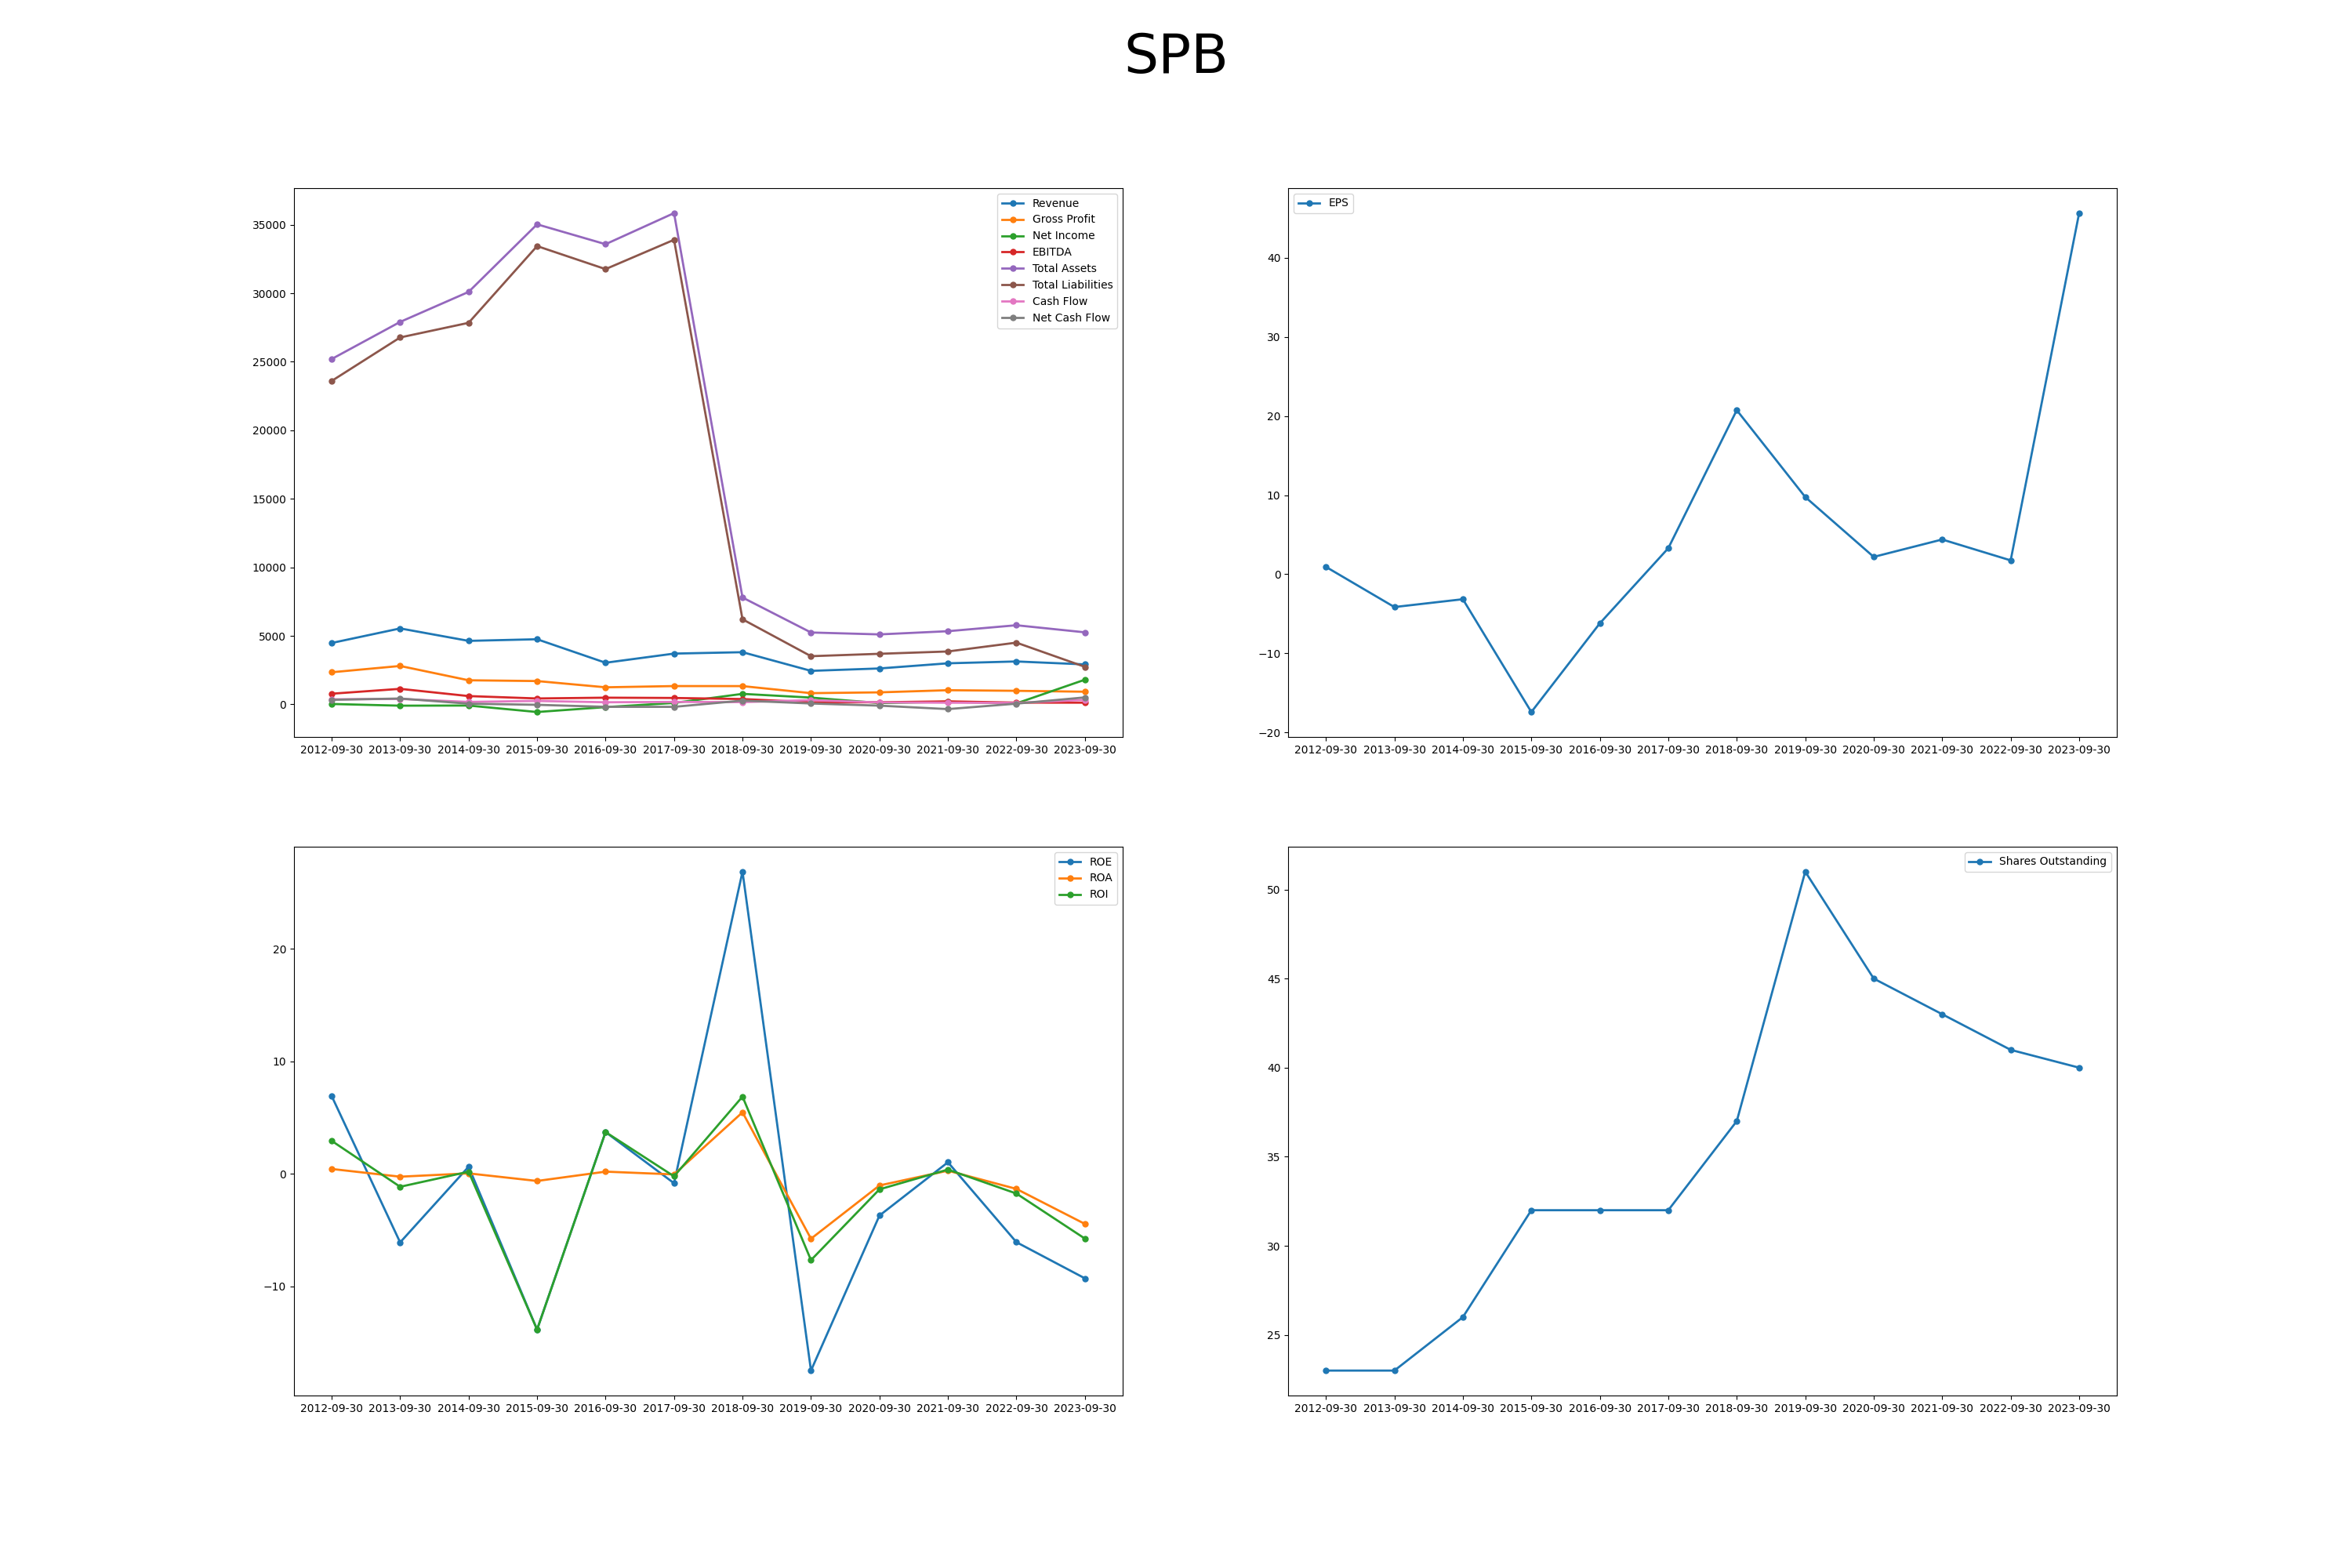 SPB
35000
30000
25000
20000
15000
10000
5000
0
Revenue
Gross Profit
Net Income
EBITDA
Total Assets
Total Liabilities
Cash Flow
Net Cash Flow
2012-09-30 2013-09-30 2014-09-30 2015-09-30 2016-09-30 2017-09-30 2018-09-30 2019-09-30 2020-09-30 2021-09-30 2022-09-30 2023-09-30
EPS
40
30
20
10
0
−10
−20
2012-09-30 2013-09-30 2014-09-30 2015-09-30 2016-09-30 2017-09-30 2018-09-30 2019-09-30 2020-09-30 2021-09-30 2022-09-30 2023-09-30
ROE
ROA
ROI
20
10
0
−10
2012-09-30 2013-09-30 2014-09-30 2015-09-30 2016-09-30 2017-09-30 2018-09-30 2019-09-30 2020-09-30 2021-09-30 2022-09-30 2023-09-30
Shares Outstanding
50
45
40
35
30
25
2012-09-30 2013-09-30 2014-09-30 2015-09-30 2016-09-30 2017-09-30 2018-09-30 2019-09-30 2020-09-30 2021-09-30 2022-09-30 2023-09-30